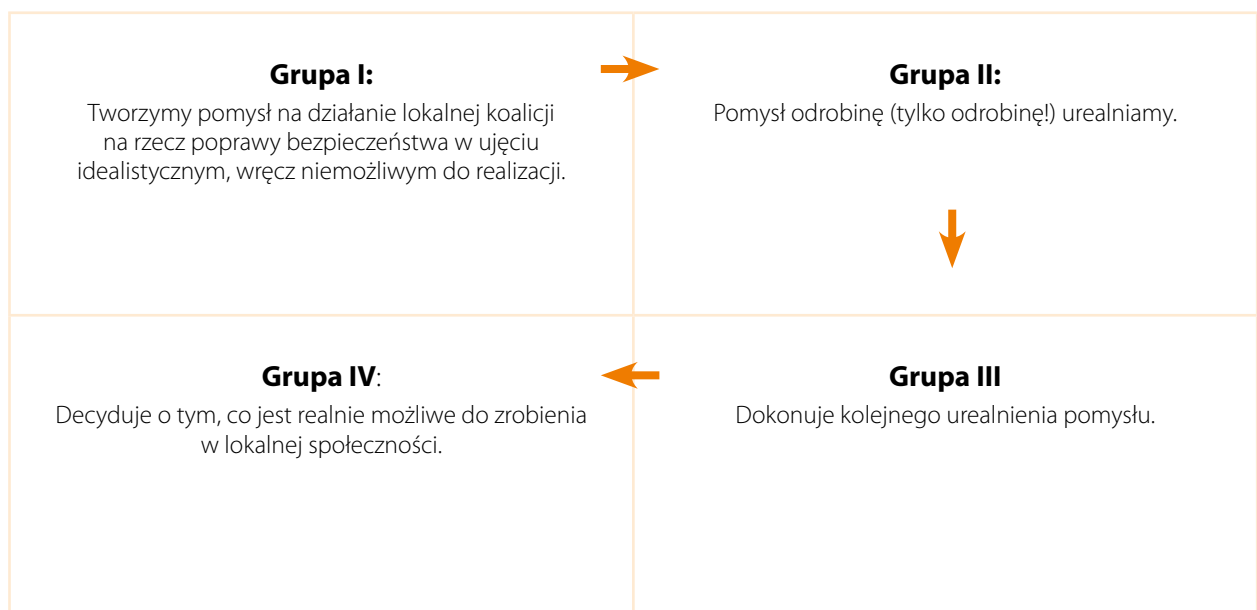 Grupa I:
Tworzymy pomysł na działanie lokalnej koalicji
na rzecz poprawy bezpieczeństwa w ujęciu
idealistycznym, wręcz niemożliwym do realizacji.
Grupa II:
Pomysł odrobinę (tylko odrobinę!) urealniamy.
Grupa IV:
Decyduje o tym, co jest realnie możliwe do zrobienia
w lokalnej społeczności.
Grupa III
Dokonuje kolejnego urealnienia pomysłu.